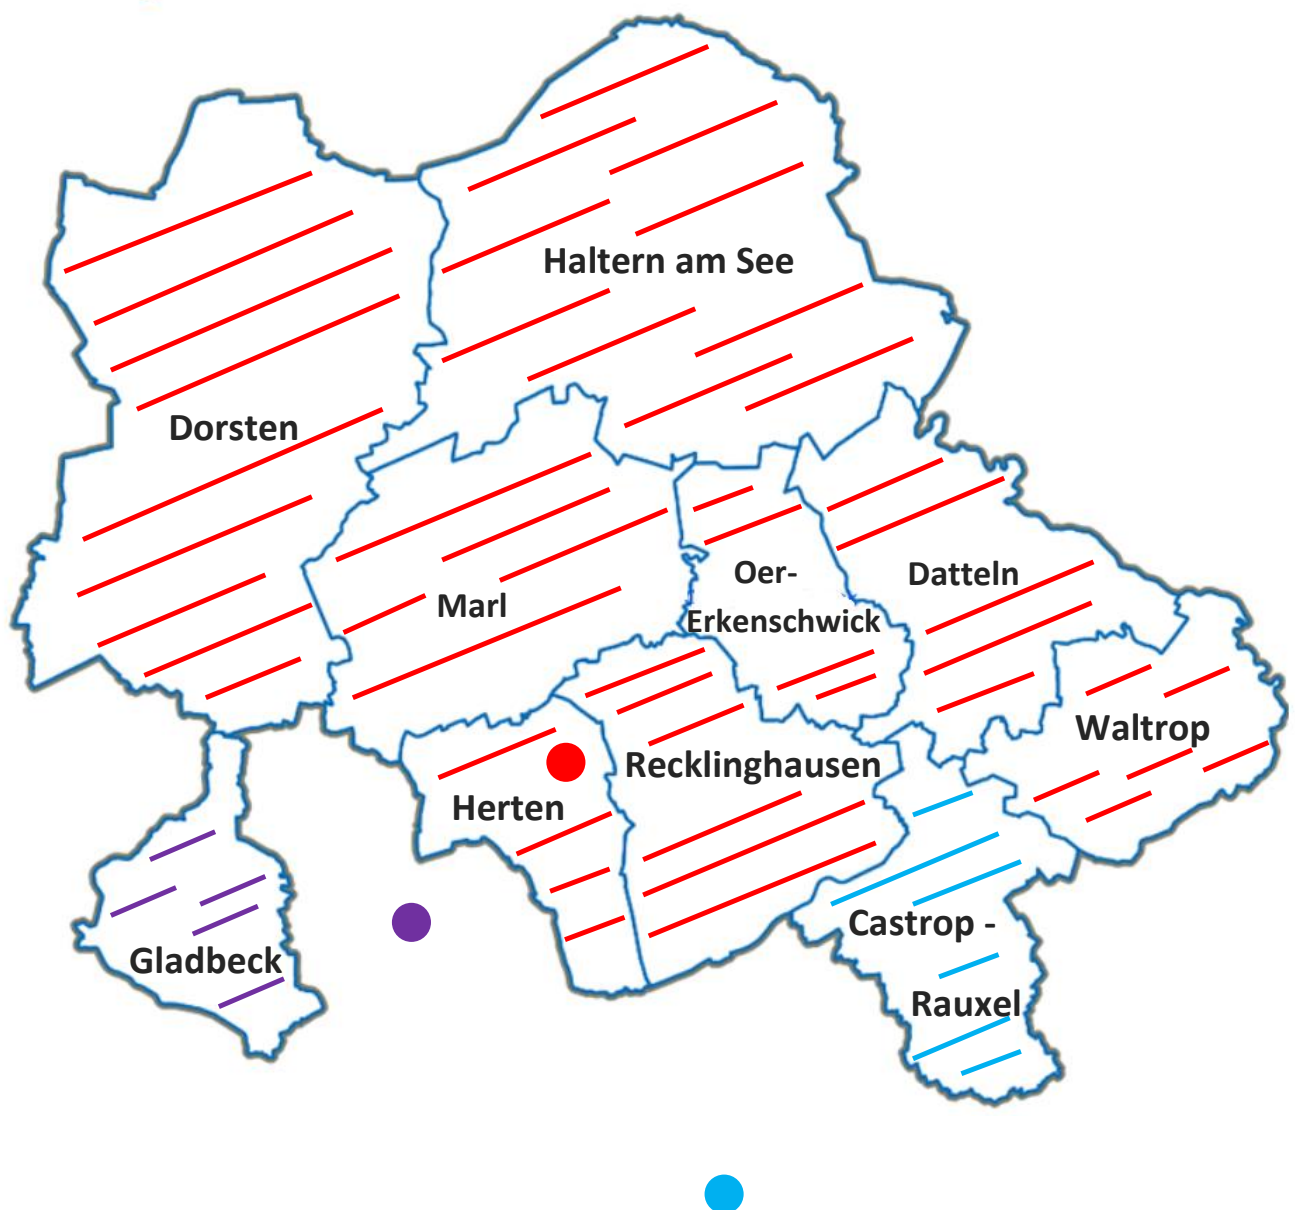 Haltern am See
Dorsten
Oer-
Erkenschwick
Datteln
Marl
Waltrop
Recklinghausen
Herten
Castrop -
Rauxel
Gladbeck